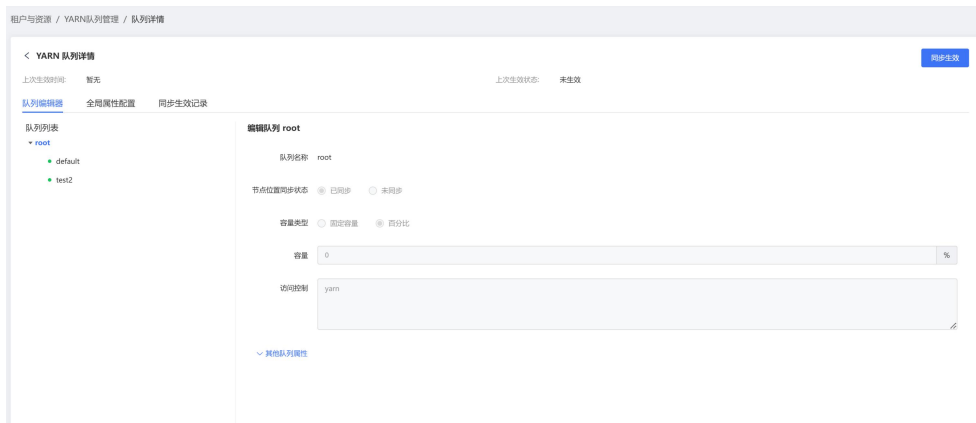 租户与资源 / YARN队列管理 / 队列详情
< YARN 队列详情
同步生效
上次生效时间: 暂无
上次生效状态: 未生效
队列编辑器 全局属性配置 同步生效记录
队列列表
root
default
test2
编辑队列 root
队列名称 root
节点位置同步状态 已同步 未同步
容量类型 固定容量 百分比
容量 0 %
访问控制 yarn
其他队列属性